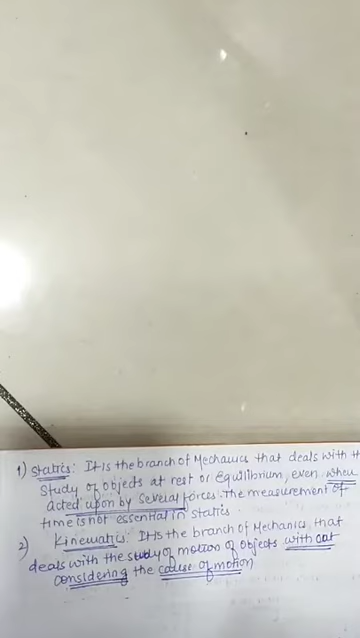 1) Statics: It is the branch of Mechanics that deals with th
Study of objects at rest or Equilibrium, even when
acted upon by several forces. The measurement of
time is not essential in statics.
2) Kinematics: It is the branch of Mechanics, that
deals with the study of motion of objects with out
considering the cause of motion